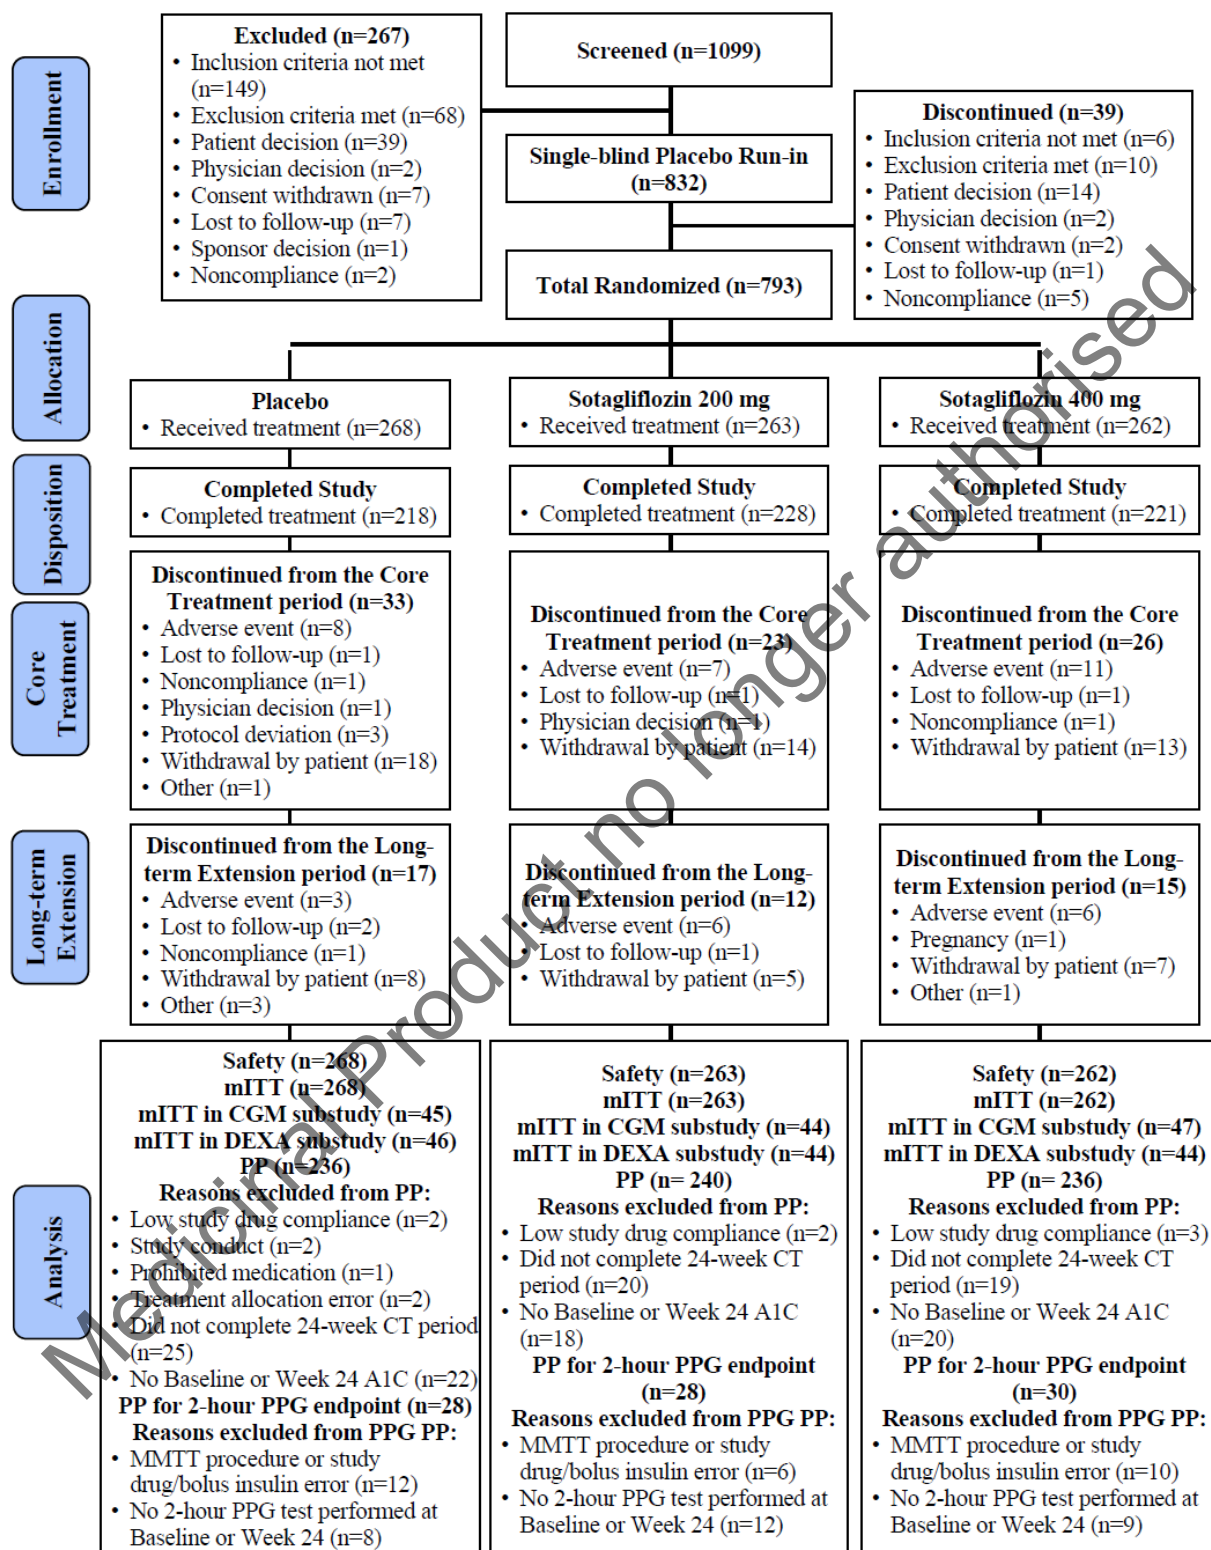 Enrollment
Excluded (n=267)
• Inclusion criteria not met
(n=149)
• Exclusion criteria met (n=68)
• Patient decision (n=39)
• Physician decision (n=2)
• Consent withdrawn (n=7)
• Lost to follow-up (n=7)
• Sponsor decision (n=1)
• Noncompliance (n=2)
Screened (n=1099)
Single-blind Placebo Run-in
(n=832)
Discontinued (n=39)
• Inclusion criteria not met (n=6)
• Exclusion criteria met (n=10)
• Patient decision (n=14)
• Physician decision (n=2)
• Consent withdrawn (n=2)
• Lost to follow-up (n=1)
• Noncompliance (n=5)
Total Randomized (n=793)
Allocation
Placebo
• Received treatment (n=268)
Sotagliflozin 200 mg
• Received treatment (n=263)
Sotagliflozin 400 mg
• Received treatment (n=262)
Disposition
Completed Study
• Completed treatment (n=218)
Completed Study
• Completed treatment (n=228)
Completed Study
• Completed treatment (n=221)
Core
Treatment
Discontinued from the Core
Treatment period (n=33)
• Adverse event (n=8)
• Lost to follow-up (n=1)
• Noncompliance (n=1)
• Physician decision (n=1)
• Protocol deviation (n=3)
• Withdrawal by patient (n=18)
• Other (n=1)
Discontinued from the Core
Treatment period (n=23)
• Adverse event (n=7)
• Lost to follow-up (n=1)
• Physician decision (n=1)
• Withdrawal by patient (n=14)
Discontinued from the Core
Treatment period (n=26)
• Adverse event (n=11)
• Lost to follow-up (n=1)
• Noncompliance (n=1)
• Withdrawal by patient (n=13)
Long-term
Extension
Discontinued from the Long-
term Extension period (n=17)
• Adverse event (n=3)
• Lost to follow-up (n=2)
• Noncompliance (n=1)
• Withdrawal by patient (n=8)
• Other (n=3)
Discontinued from the Long-
term Extension period (n=12)
• Adverse event (n=6)
• Lost to follow-up (n=1)
• Withdrawal by patient (n=5)
Discontinued from the Long-
term Extension period (n=15)
• Adverse event (n=6)
• Pregnancy (n=1)
• Withdrawal by patient (n=7)
• Other (n=1)
Analysis
Safety (n=268)
mITT (n=268)
mITT in CGM substudy (n=45)
mITT in DEXA substudy (n=46)
PP (n=236)
Reasons excluded from PP:
• Low study drug compliance (n=2)
• Study conduct (n=2)
• Prohibited medication (n=1)
• Treatment allocation error (n=2)
• Did not complete 24-week CT period
(n=25)
• No Baseline or Week 24 A1C (n=22)
PP for 2-hour PPG endpoint (n=28)
Reasons excluded from PPG PP:
• MMTT procedure or study
drug/bolus insulin error (n=12)
• No 2-hour PPG test performed at
Baseline or Week 24 (n=8)
Safety (n=263)
mITT (n=263)
mITT in CGM substudy (n=44)
mITT in DEXA substudy (n=44)
PP (n= 240)
Reasons excluded from PP:
• Low study drug compliance (n=2)
• Did not complete 24-week CT
period (n=20)
• No Baseline or Week 24 A1C
(n=18)
PP for 2-hour PPG endpoint
(n=28)
Reasons excluded from PPG PP:
• MMTT procedure or study
drug/bolus insulin error (n=6)
• No 2-hour PPG test performed at
Baseline or Week 24 (n=12)
Safety (n=262)
mITT (n=262)
mITT in CGM substudy (n=47)
mITT in DEXA substudy (n=44)
PP (n= 236)
Reasons excluded from PP:
• Low study drug compliance (n=3)
• Did not complete 24-week CT
period (n=19)
• No Baseline or Week 24 A1C
(n=20)
PP for 2-hour PPG endpoint
(n=30)
Reasons excluded from PPG PP:
• MMTT procedure or study
drug/bolus insulin error (n=10)
• No 2-hour PPG test performed at
Baseline or Week 24 (n=9)
Medicinal Product no longer authorised